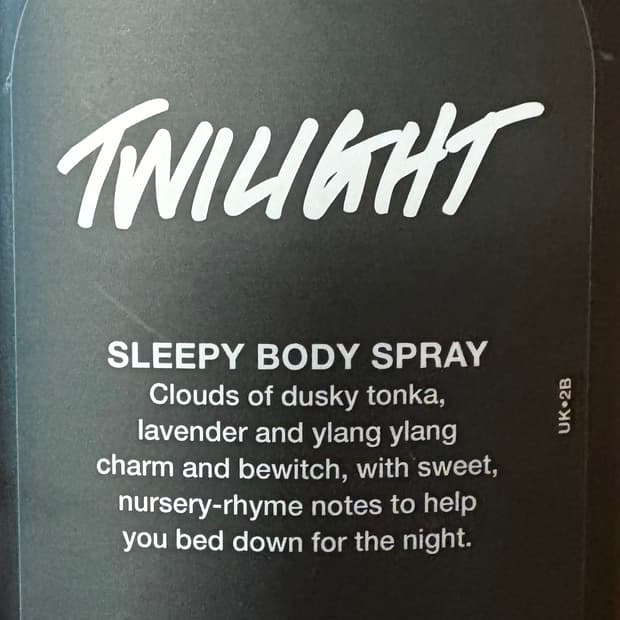 TWILIGHT
SLEEPY BODY SPRAY
Clouds of dusky tonka,
lavender and ylang ylang
charm and bewitch, with sweet,
nursery-rhyme notes to help
you bed down for the night.
UK•2B